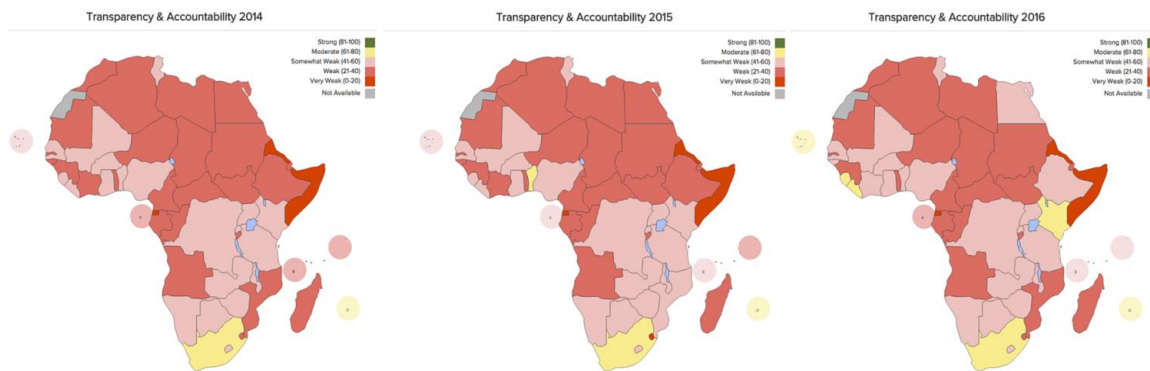 Transparency & Accountability 2014
Strong (81-100)
Moderate (61-80)
Somewhat Weak (41-60)
Weak (21-40)
Very Weak (0-20)
Not Available
Transparency & Accountability 2015
Strong (81-100)
Moderate (61-80)
Somewhat Weak (41-60)
Weak (21-40)
Very Weak (0-20)
Not Available
Transparency & Accountability 2016
Strong (81-100)
Moderate (61-80)
Somewhat Weak (41-60)
Weak (21-40)
Very Weak (0-20)
Not Available